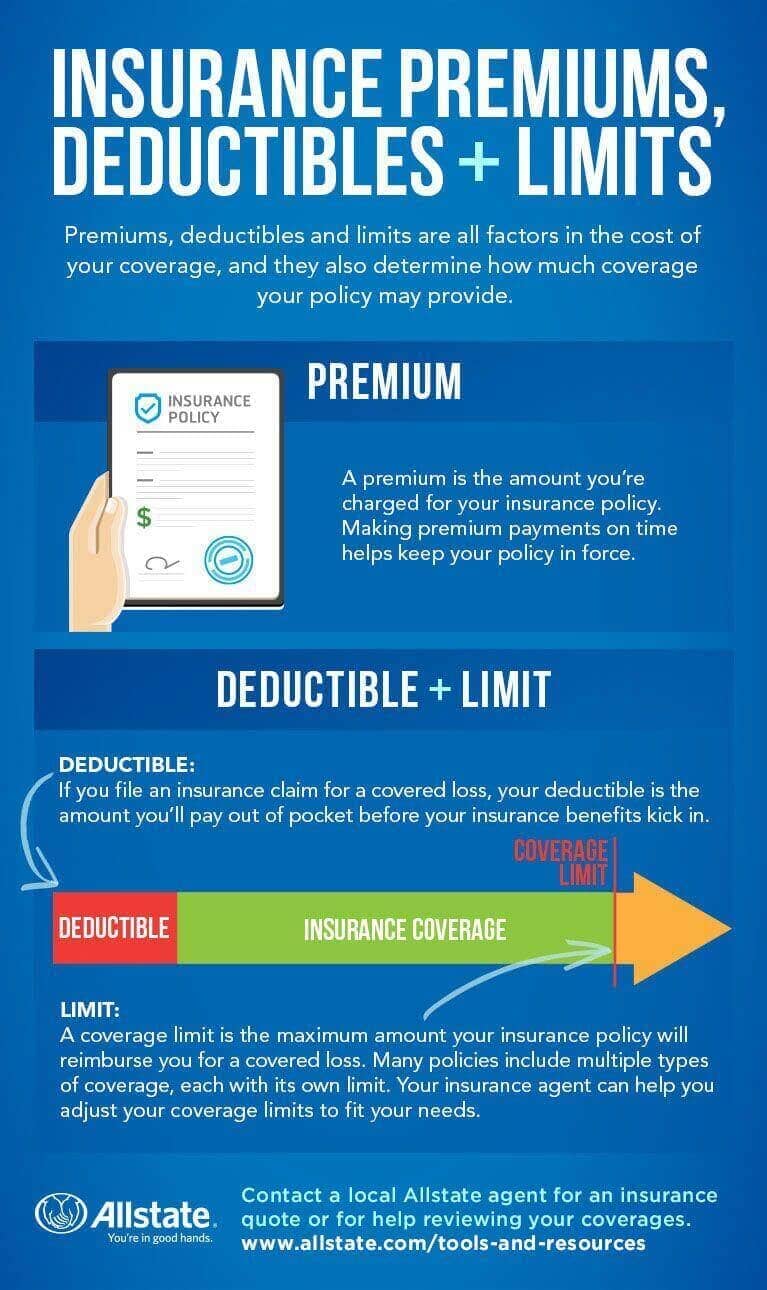 INSURANCE PREMIUMS,
DEDUCTIBLES + LIMITS
Premiums, deductibles and limits are all factors in the cost of
your coverage, and they also determine how much coverage
your policy may provide.
PREMIUM
INSURANCE
POLICY
$
A premium is the amount you’re
charged for your insurance policy.
Making premium payments on time
helps keep your policy in force.
DEDUCTIBLE + LIMIT
DEDUCTIBLE:
If you file an insurance claim for a covered loss, your deductible is the
amount you’ll pay out of pocket before your insurance benefits kick in.
COVERAGE
LIMIT
DEDUCTIBLE
INSURANCE COVERAGE
LIMIT:
A coverage limit is the maximum amount your insurance policy will
reimburse you for a covered loss. Many policies include multiple types
of coverage, each with its own limit. Your insurance agent can help you
adjust your coverage limits to fit your needs.
Allstate.
You’re in good hands.
Contact a local Allstate agent for an insurance
quote or for help reviewing your coverages.
www.allstate.com/tools-and-resources